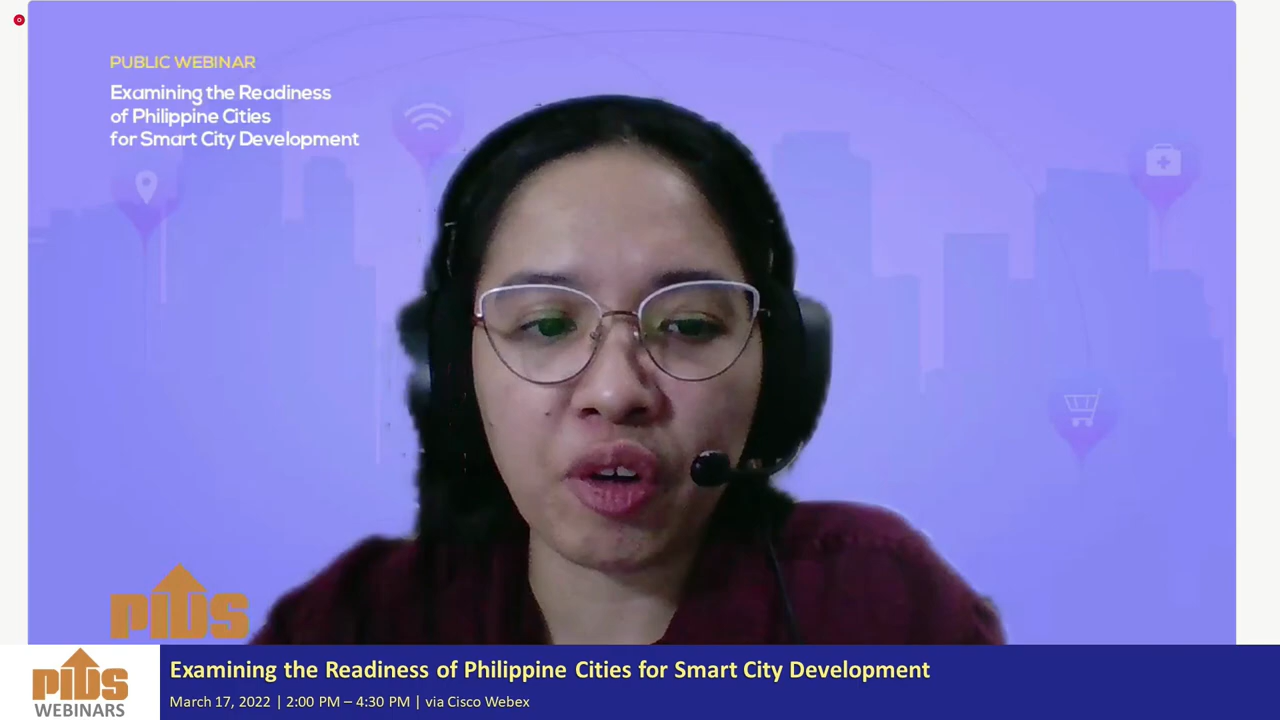 PUBLIC WEBINAR
Examining the Readiness
of Philippine Cities
for Smart City Development
PIDS
PIDS
WEBINARS
Examining the Readiness of Philippine Cities for Smart City Development
March 17, 2022 | 2:00 PM – 4:30 PM | via Cisco Webex